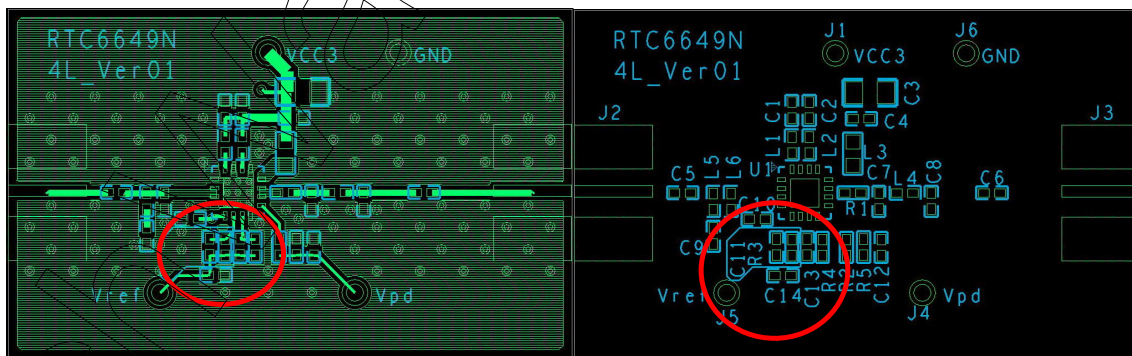 RTC6649N
4L_Ver01
VCC3
GND
Vref
Vpd
RTC6649N
4L_Ver01
J1
VCC3
J6
GND
J2
J3
C1
C2
C3
C4
L1
L2
L3
U1
C5
L5
L6
C7
L4
C8
C6
R1
C10
C9
C11
R3
C14
C13
R4
R2
R5
C12
Vref
J5
J4
Vpd